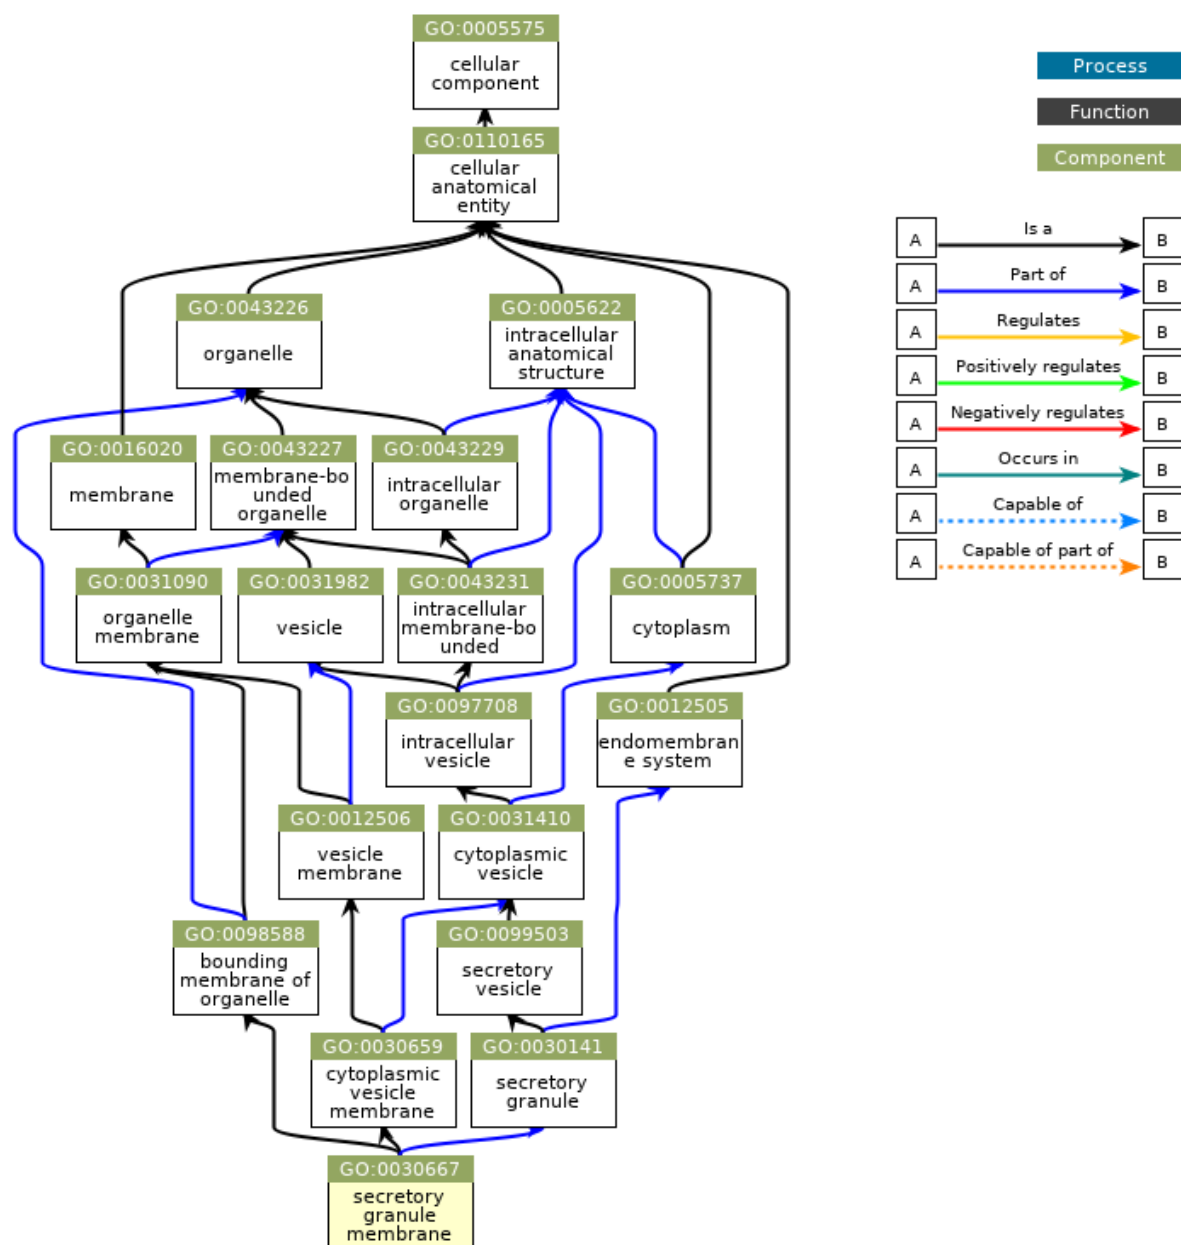 GO:0005575
cellular
component
GO:0110165
cellular
anatomical
entity
GO:0043226
organelle
GO:0005622
intracellular
anatomical
structure
GO:0016020
membrane
GO:0043227
membrane-bo
unded
organelle
GO:0043229
intracellular
organelle
GO:0031090
organelle
membrane
GO:0031982
vesicle
GO:0043231
intracellular
membrane-bo
unded
GO:0005737
cytoplasm
GO:0097708
intracellular
vesicle
GO:0012505
endomembran
e system
GO:0012506
vesicle
membrane
GO:0031410
cytoplasmic
vesicle
GO:0098588
bounding
membrane of
organelle
GO:0099503
secretory
vesicle
GO:0030659
cytoplasmic
vesicle
membrane
GO:0030141
secretory
granule
GO:0030667
secretory
granule
membrane
Process
Function
Component
A Is a B
A Part of B
A Regulates B
A Positively regulates B
A Negatively regulates B
A Occurs in B
A Capable of B
A Capable of part of B